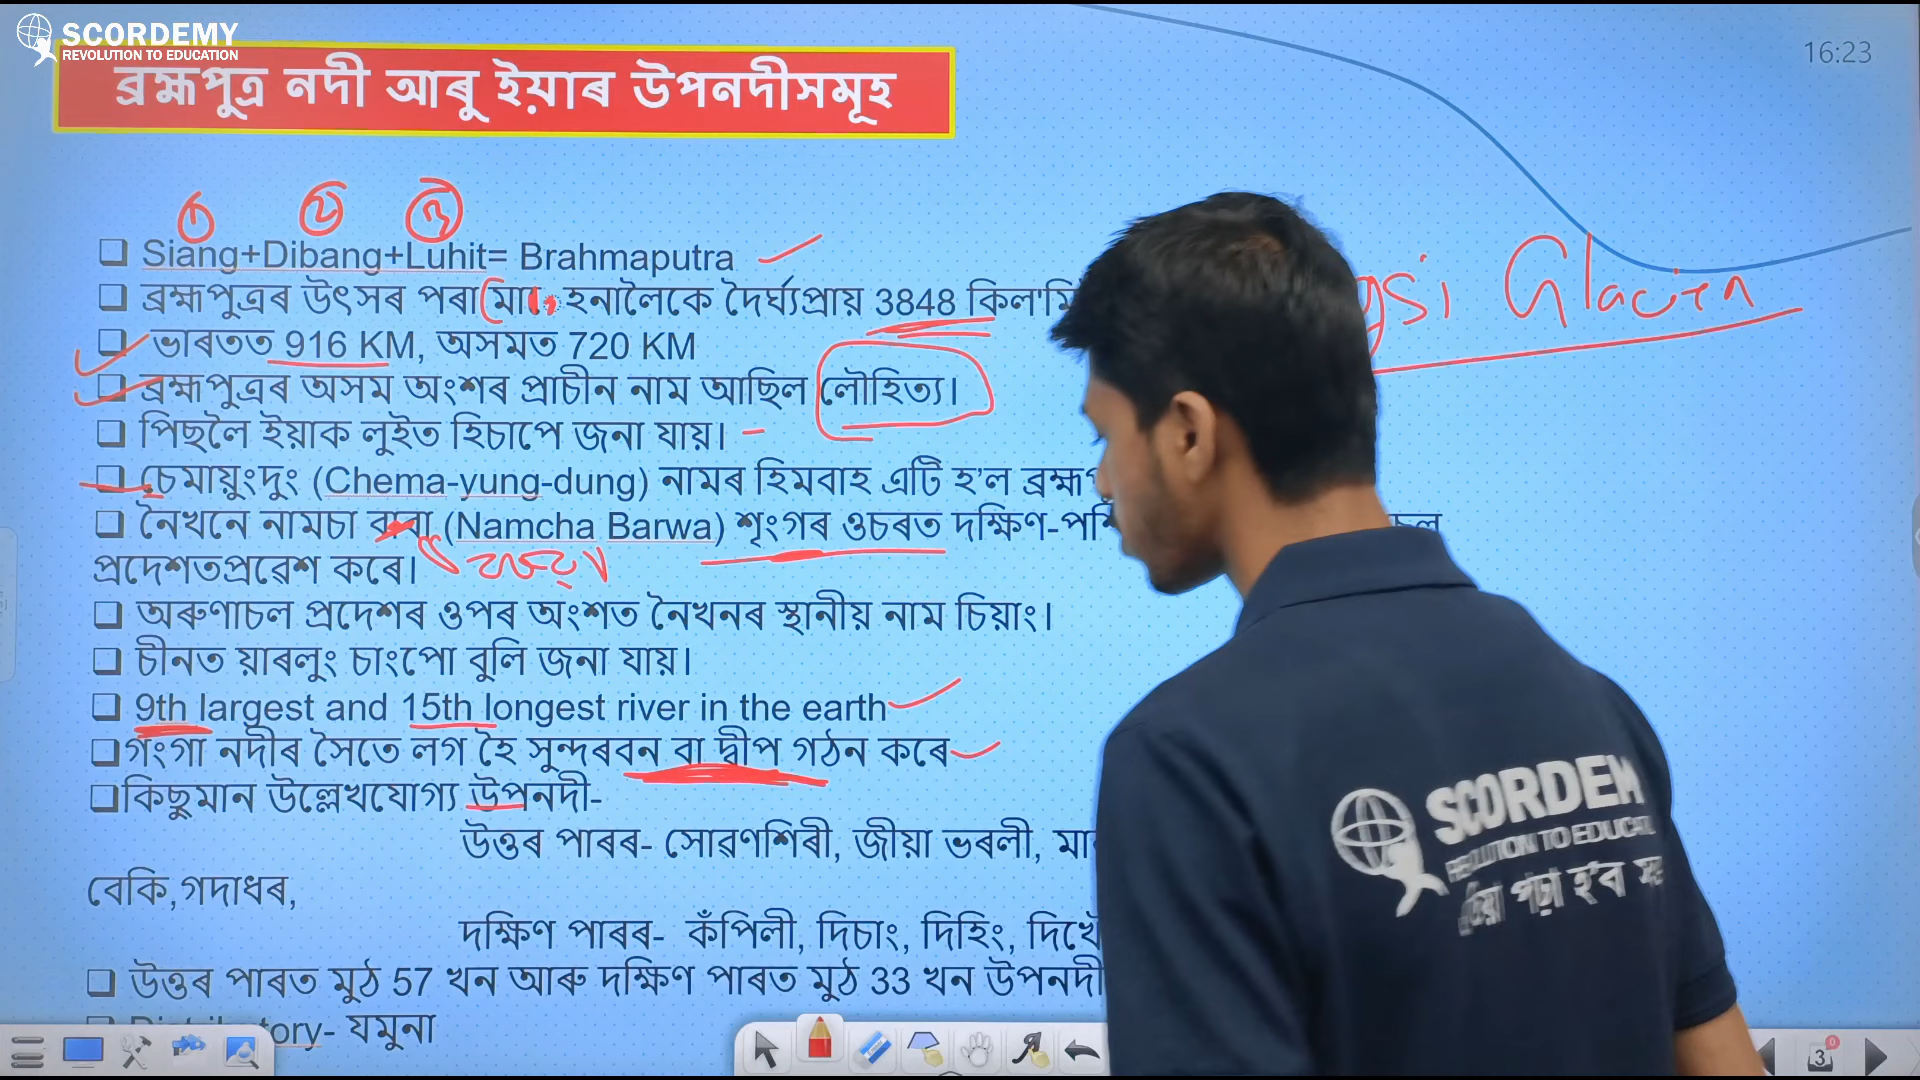 SCORDEMY
REVOLUTION TO EDUCATION
16:23
ব্ৰহ্মপুত্ৰ নদী আৰু ইয়াৰ উপনদীসমূহ
Siang+Dibang+Luhit= Brahmaputra
ব্ৰহ্মপুত্ৰৰ উৎসৰ পৰা হনালৈকে দৈৰ্ঘ্যপ্ৰায় 3848 কিল'মি
Glacier
ভাৰতত 916 KM, অসমত 720 KM
ব্ৰহ্মপুত্ৰৰ অসম অংশৰ প্ৰাচীন নাম আছিল লৌহিত্য।
পিছলৈ ইয়াক লুইত হিচাপে জনা যায়।
চেমায়ুংদুং (Chema-yung-dung) নামৰ হিমবাহ এটি হ'ল
নৈখনে নামচা (Namcha Barwa) শৃংগৰ ওচৰত
প্ৰদেশতপ্ৰৱেশ কৰে।
অৰুণাচল প্ৰদেশৰ ওপৰ অংশত নৈখনৰ স্থানীয় নাম চিয়াং।
চীনত য়াৰলুং চাংপো বুলি জনা যায়।
9th largest and 15th longest river in the earth
গংগা নদীৰ সৈতে লগ হৈ সুন্দৰবন বা দ্বীপ গঠন কৰে
কিছুমান উল্লেখযোগ্য উপনদী-
উত্তৰ পাৰৰ- সোৱণশিৰী, জীয়া ভৰলী,
বেকি,গদাধৰ,
দক্ষিণ পাৰৰ- কঁপিলী, দিচাং, দিহিং,
উত্তৰ পাৰত মুঠ 57 খন আৰু দক্ষিণ পাৰত মুঠ 33 খন উপনদী
যমুনা
SCORDEM
3